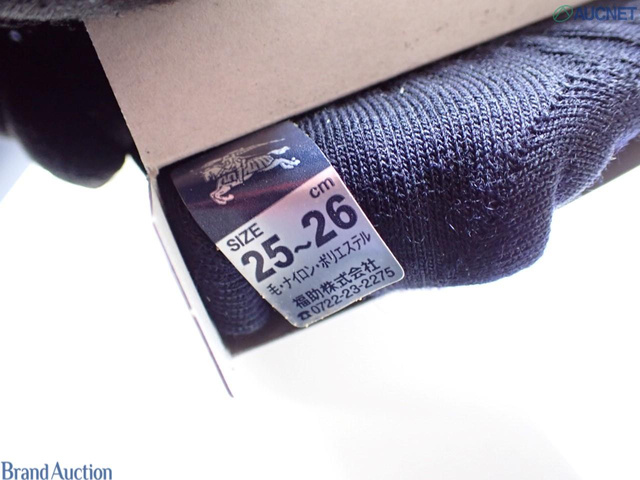 AUCNET
SIZE
cm
25~26
毛・ナイロン・ポリエステル
福助株式会社
☎0722-23-2275
Brand Auction